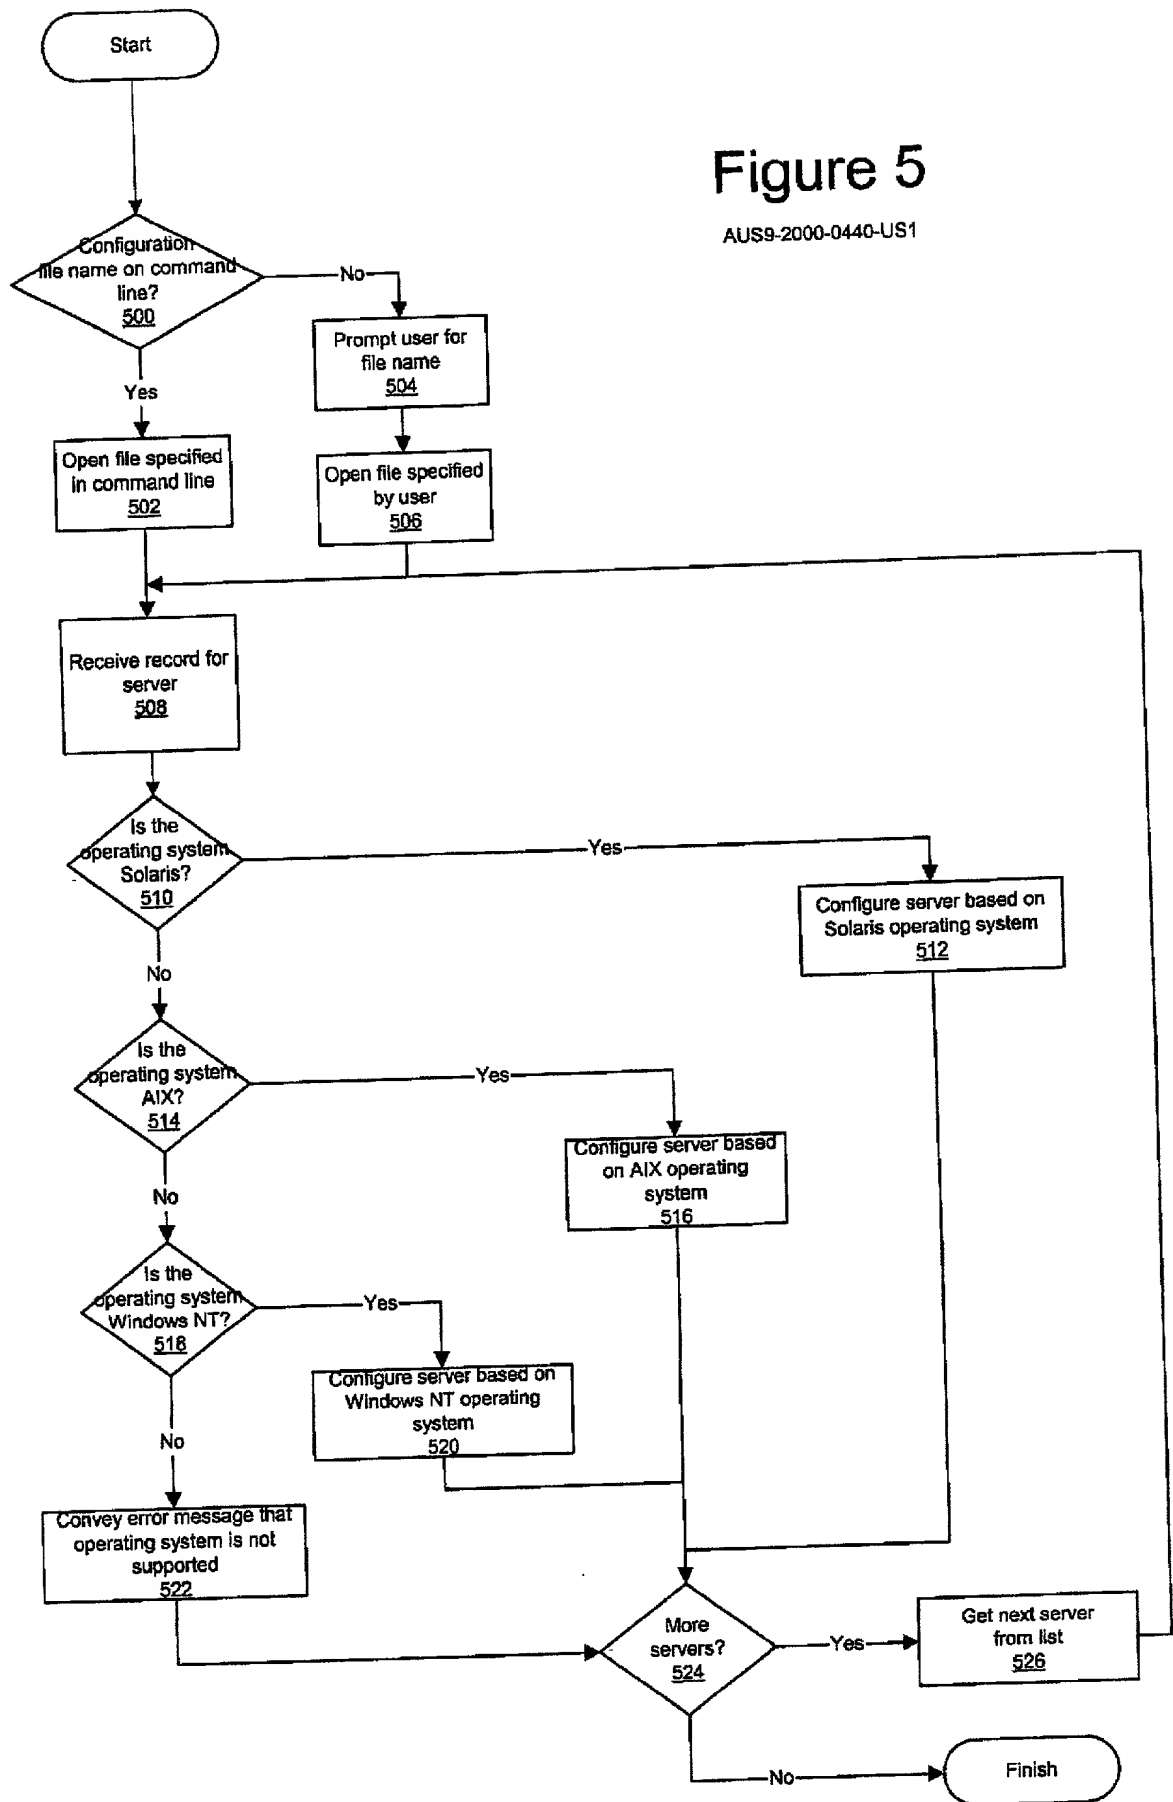 Start
Figure 5
AUS9-2000-0440-US1
Configuration
file name on command
line?
500
No
Prompt user for
file name
504
Yes
Open file specified
in command line
502
Open file specified
by user
506
Receive record for
server
508
Is the
operating system
Solaris?
510
Yes
Configure server based on
Solaris operating system
512
No
Is the
operating system
AIX?
514
Yes
Configure server based
on AIX operating
system
516
No
Is the
operating system
Windows NT?
518
Yes
Configure server based on
Windows NT operating
system
520
No
Convey error message that
operating system is not
supported
522
More
servers?
524
Yes
Get next server
from list
526
No
Finish